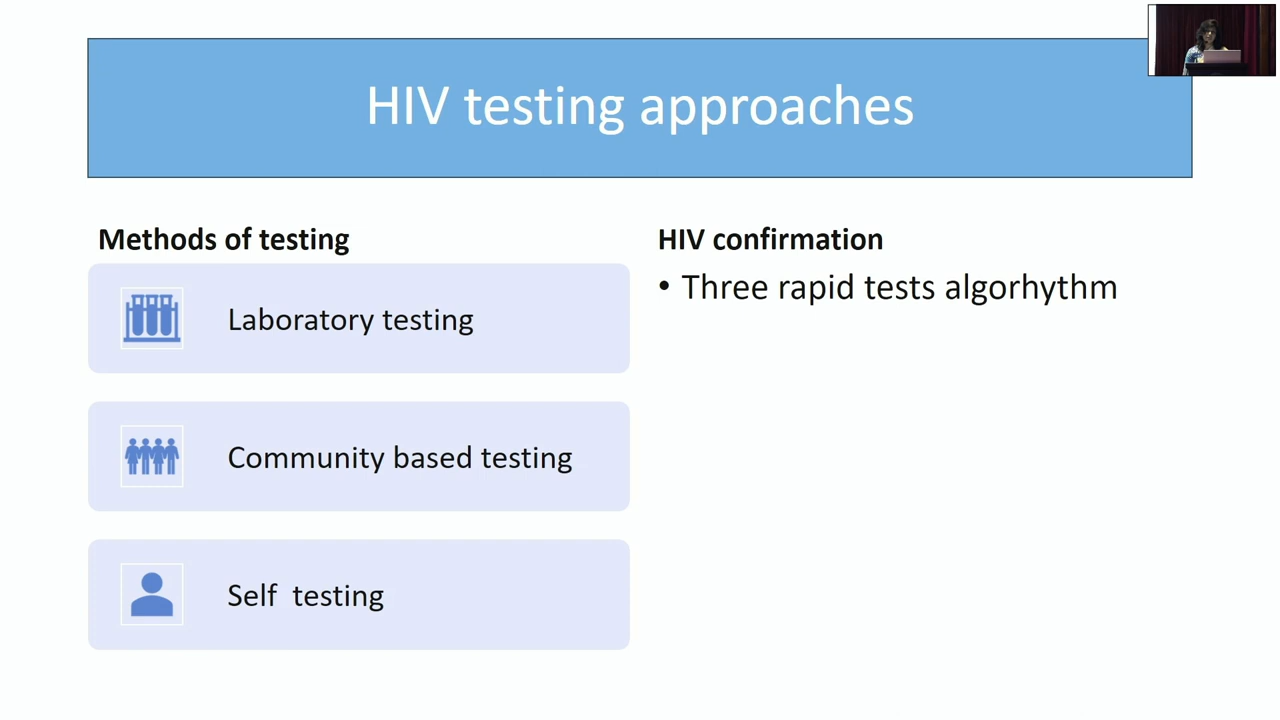 HIV testing approaches
Methods of testing
Laboratory testing
Community based testing
Self  testing
HIV confirmation
• Three rapid tests algorhythm